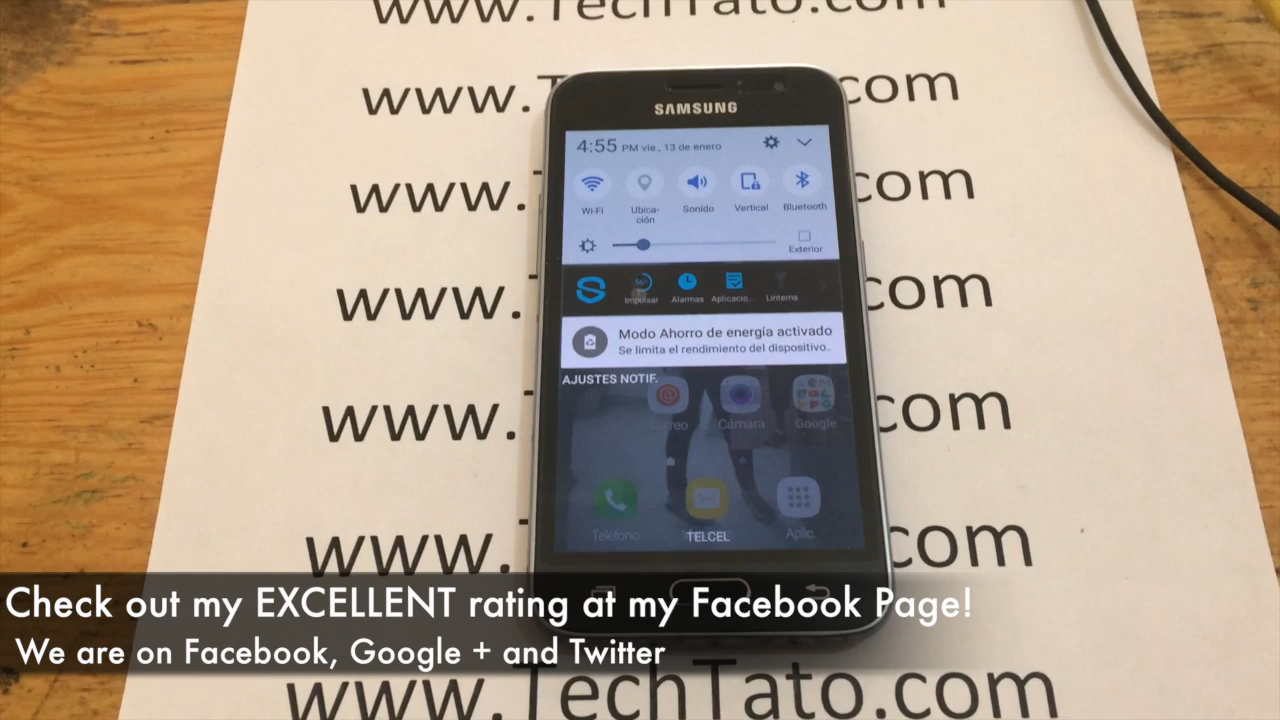 www.TechTato.com
www.T com
SAMSUNG
4:55 PM vie., 13 de enero
www. com
Wi-Fi Ubica-ción Sonido Vertical Bluetooth
Exterior
www. com
56
Impulsar Alarmas Aplicacio... Linterna
Modo Ahorro de energía activado
Se limita el rendimiento del dispositivo..
AJUSTES NOTIF.
www. com
Correo Cámara Google
Teléfono TELCEL Aplic.
www. com
Check out my EXCELLENT rating at my Facebook Page!
We are on Facebook, Google + and Twitter
www.TechTato.com